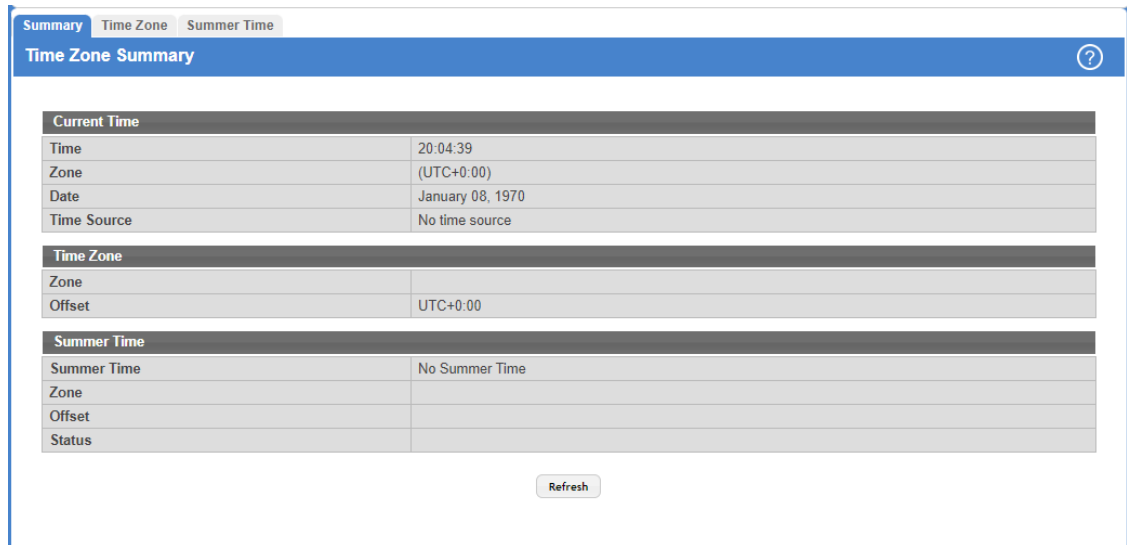 Summary Time Zone Summer Time
Time Zone Summary ?
Current Time
Time 20:04:39
Zone (UTC+0:00)
Date January 08, 1970
Time Source No time source
Time Zone
Zone
Offset UTC+0:00
Summer Time
Summer Time No Summer Time
Zone
Offset
Status
Refresh